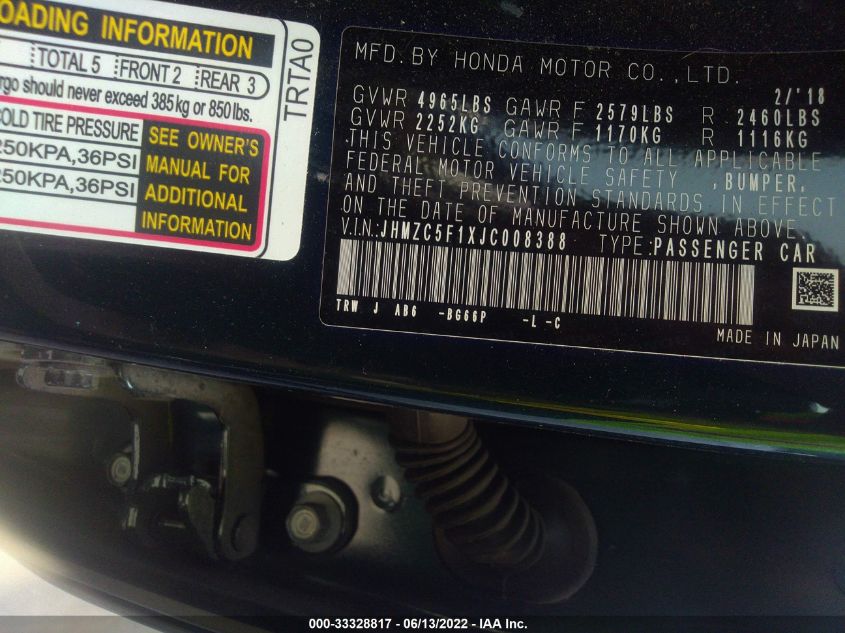 OADING INFORMATION
TOTAL 5 FRONT 2 REAR 3
rgo should never exceed 385 kg or 850 lbs.
OLD TIRE PRESSURE
250KPA,36PSI
250KPA,36PSI
SEE OWNER'S
MANUAL FOR
ADDITIONAL
INFORMATION
TRTA0
MFD. BY HONDA MOTOR CO.,LTD. 2/'18
GVWR 4965LBS GAWR F 2579LBS R 2460LBS
GVWR 2252KG GAWR F 1170KG R 1116KG
THIS VEHICLE CONFORMS TO ALL APPLICABLE
FEDERAL MOTOR VEHICLE SAFETY ,BUMPER,
AND THEFT PREVENTION STANDARDS IN EFFECT
ON THE DATE OF MANUFACTURE SHOWN ABOVE.
V.I.N: JHMZC5F1XJC008388 TYPE:PASSENGER CAR
TRW J AB6 -BG66P -L -C
MADE IN JAPAN
000-33328817 - 06/13/2022 - IAA Inc.